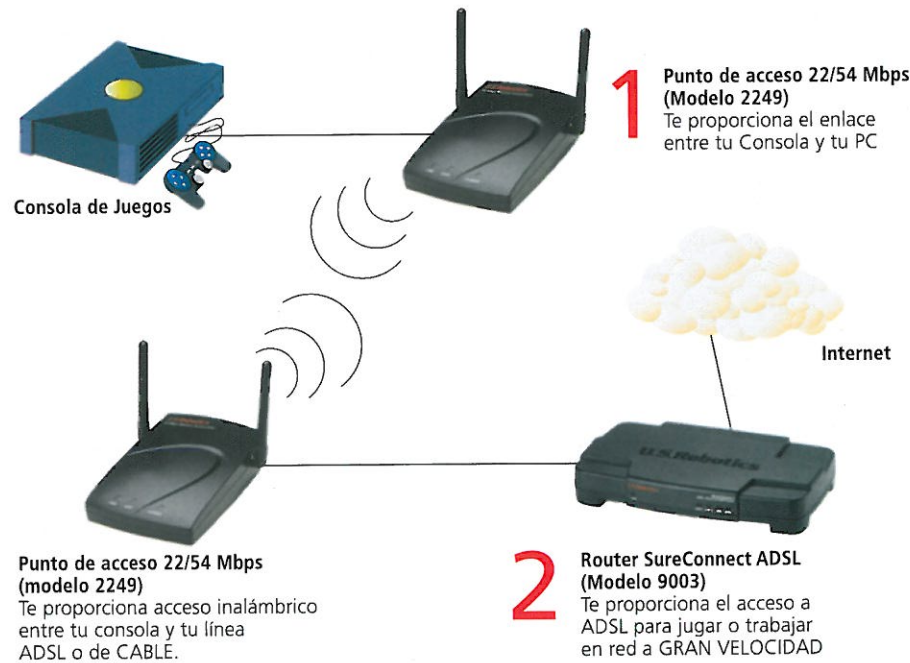 1
Punto de acceso 22/54 Mbps
(Modelo 2249)
Te proporciona el enlace
entre tu Consola y tu PC
Consola de Juegos
Internet
U.S.Robotics
Punto de acceso 22/54 Mbps
(modelo 2249)
Te proporciona acceso inalámbrico
entre tu consola y tu línea
ADSL o de CABLE.
2
Router SureConnect ADSL
(Modelo 9003)
Te proporciona el acceso a
ADSL para jugar o trabajar
en red a GRAN VELOCIDAD